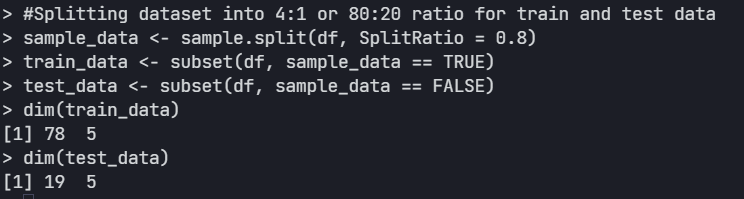 > #Splitting dataset into 4:1 or 80:20 ratio for train and test data
> sample_data <- sample.split(df, SplitRatio = 0.8)
> train_data <- subset(df, sample_data == TRUE)
> test_data <- subset(df, sample_data == FALSE)
> dim(train_data)
[1] 78  5
> dim(test_data)
[1] 19  5